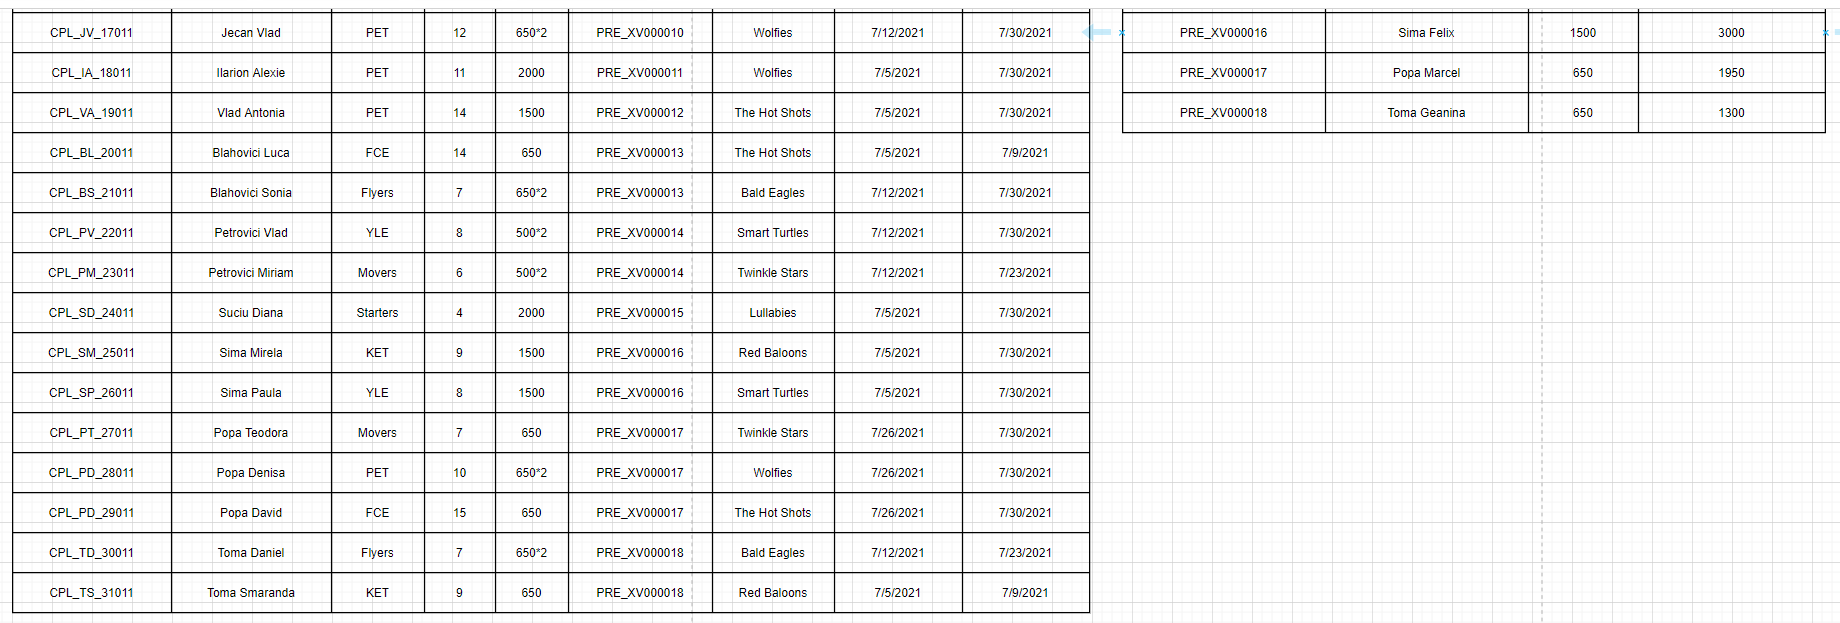 CPL_JV_17011 Jecan Vlad PET 12 650*2 PRE_XV000010 Wolfies 7/12/2021 7/30/2021
CPL_IA_18011 Ilarion Alexie PET 11 2000 PRE_XV000011 Wolfies 7/5/2021 7/30/2021
CPL_VA_19011 Vlad Antonia PET 14 1500 PRE_XV000012 The Hot Shots 7/5/2021 7/30/2021
CPL_BL_20011 Blahovici Luca FCE 14 650 PRE_XV000013 The Hot Shots 7/5/2021 7/9/2021
CPL_BS_21011 Blahovici Sonia Flyers 7 650*2 PRE_XV000013 Bald Eagles 7/12/2021 7/30/2021
CPL_PV_22011 Petrovici Vlad YLE 8 500*2 PRE_XV000014 Smart Turtles 7/12/2021 7/30/2021
CPL_PM_23011 Petrovici Miriam Movers 6 500*2 PRE_XV000014 Twinkle Stars 7/12/2021 7/23/2021
CPL_SD_24011 Suciu Diana Starters 4 2000 PRE_XV000015 Lullabies 7/5/2021 7/30/2021
CPL_SM_25011 Sima Mirela KET 9 1500 PRE_XV000016 Red Baloons 7/5/2021 7/30/2021
CPL_SP_26011 Sima Paula YLE 8 1500 PRE_XV000016 Smart Turtles 7/5/2021 7/30/2021
CPL_PT_27011 Popa Teodora Movers 7 650 PRE_XV000017 Twinkle Stars 7/26/2021 7/30/2021
CPL_PD_28011 Popa Denisa PET 10 650*2 PRE_XV000017 Wolfies 7/26/2021 7/30/2021
CPL_PD_29011 Popa David FCE 15 650 PRE_XV000017 The Hot Shots 7/26/2021 7/30/2021
CPL_TD_30011 Toma Daniel Flyers 7 650*2 PRE_XV000018 Bald Eagles 7/12/2021 7/23/2021
CPL_TS_31011 Toma Smaranda KET 9 650 PRE_XV000018 Red Baloons 7/5/2021 7/9/2021
PRE_XV000016 Sima Felix 1500 3000
PRE_XV000017 Popa Marcel 650 1950
PRE_XV000018 Toma Geanina 650 1300